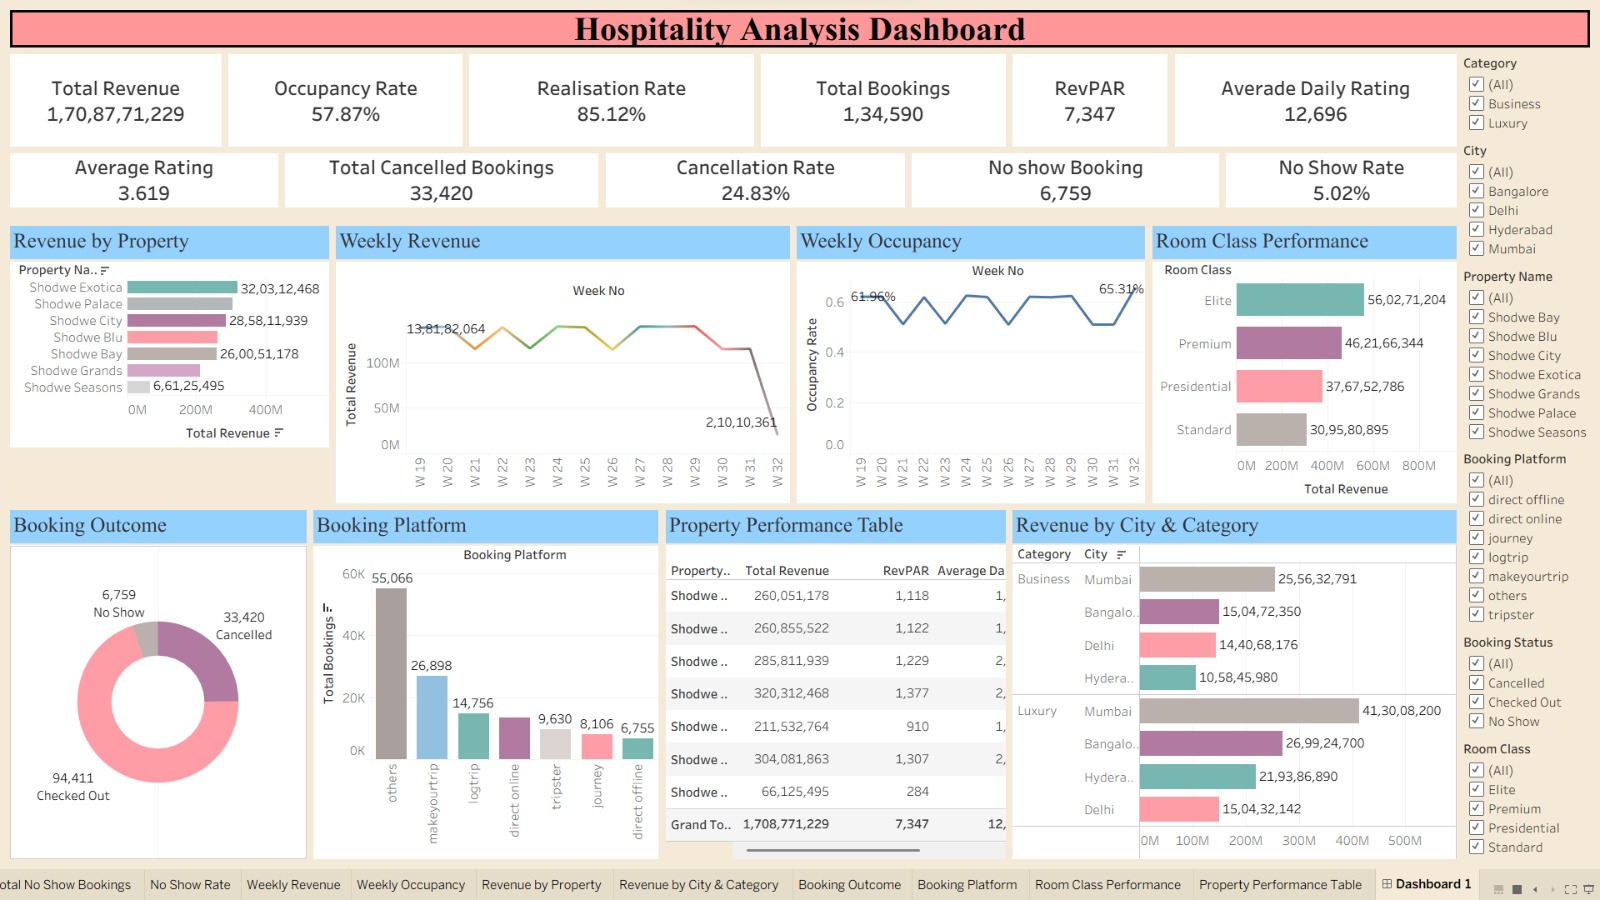 Hospitality Analysis Dashboard
Total Revenue
1,70,87,71,229
Occupancy Rate
57.87%
Realisation Rate
85.12%
Total Bookings
1,34,590
RevPAR
7,347
Averade Daily Rating
12,696
Average Rating
3.619
Total Cancelled Bookings
33,420
Cancellation Rate
24.83%
No show Booking
6,759
No Show Rate
5.02%
Revenue by Property
Property Na..
Shodwe Exotica 32,03,12,468
Shodwe Palace
Shodwe City 28,58,11,939
Shodwe Blu
Shodwe Bay 26,00,51,178
Shodwe Grands
Shodwe Seasons 6,61,25,495
0M 200M 400M
Total Revenue
Weekly Revenue
Week No
Total Revenue
100M
50M
0M
13,81,82,064
2,10,10,361
W 19 W 20 W 21 W 22 W 23 W 24 W 25 W 26 W 27 W 28 W 29 W 30 W 31 W 32
Weekly Occupancy
Week No
Occupancy Rate
0.6
0.4
0.2
0.0
61.96%
65.31%
W 19 W 20 W 21 W 22 W 23 W 24 W 25 W 26 W 27 W 28 W 29 W 30 W 31 W 32
Room Class Performance
Room Class
Elite 56,02,71,204
Premium 46,21,66,344
Presidential 37,67,52,786
Standard 30,95,80,895
0M 200M 400M 600M 800M
Total Revenue
Booking Outcome
6,759
No Show
33,420
Cancelled
94,411
Checked Out
Booking Platform
Booking Platform
Total Bookings
60K
40K
20K
0K
55,066
26,898
14,756
9,630
8,106
6,755
others makeyourtrip logtrip direct online tripster journey direct offline
Property Performance Table
Property.. Total Revenue RevPAR Average Da
Shodwe .. 260,051,178 1,118 1,
Shodwe .. 260,855,522 1,122 1,
Shodwe .. 285,811,939 1,229 2,
Shodwe .. 320,312,468 1,377 2,
Shodwe .. 211,532,764 910 1,
Shodwe .. 304,081,863 1,307 2,
Shodwe .. 66,125,495 284
Grand To.. 1,708,771,229 7,347 12,
Revenue by City & Category
Category City
Business Mumbai 25,56,32,791
Bangalo.. 15,04,72,350
Delhi 14,40,68,176
Hydera.. 10,58,45,980
Luxury Mumbai 41,30,08,200
Bangalo.. 26,99,24,700
Hydera.. 21,93,86,890
Delhi 15,04,32,142
0M 100M 200M 300M 400M 500M
Category
(All)
Business
Luxury
City
(All)
Bangalore
Delhi
Hyderabad
Mumbai
Property Name
(All)
Shodwe Bay
Shodwe Blu
Shodwe City
Shodwe Exotica
Shodwe Grands
Shodwe Palace
Shodwe Seasons
Booking Platform
(All)
direct offline
direct online
journey
logtrip
makeyourtrip
others
tripster
Booking Status
(All)
Cancelled
Checked Out
No Show
Room Class
(All)
Elite
Premium
Presidential
Standard
otal No Show Bookings No Show Rate Weekly Revenue Weekly Occupancy Revenue by Property Revenue by City & Category Booking Outcome Booking Platform Room Class Performance Property Performance Table Dashboard 1